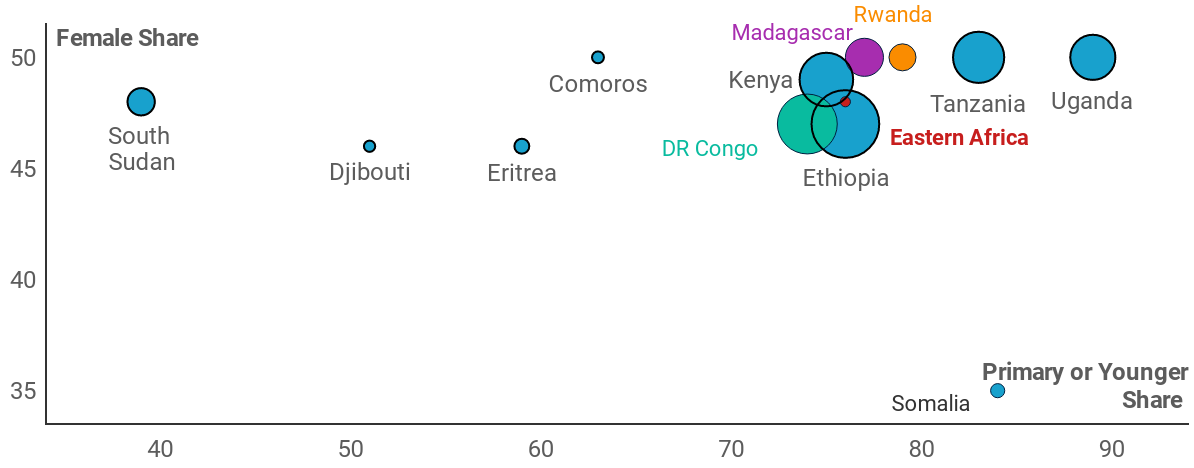 Rwanda
Female Share
Madagascar
50
Kenya
Comoros
Tanzania
Uganda
South
Sudan
Eastern Africa
DR Congo
45
Djibouti
Eritrea
Ethiopia
40
Primary or Younger
Share
35
Somalia
40
50
60
70
80
90